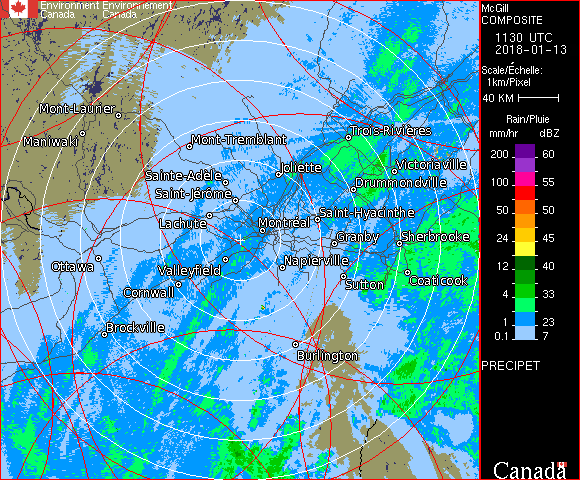 Environment Environnement
Canada Canada
McGill
COMPOSITE
1130 UTC
2018-01-13
Scale/Échelle:
1km/Pixel
40 KM
Rain/Pluie
mm/hr dBZ
200 60
100 55
50 50
24 45
12 40
4 33
1 23
0.1 7
PRECIPET
Canada
Mont-Laurier
Maniwaki
Mont-Tremblant
Trois-Rivières
Sainte-Adèle
Joliette
Victoriaville
Saint-Jérôme
Drummondville
Lachute
Montréal
Saint-Hyacinthe
Granby
Sherbrooke
Ottawa
Valleyfield
Napierville
Cornwall
Sutton
Coaticook
Brockville
Burlington